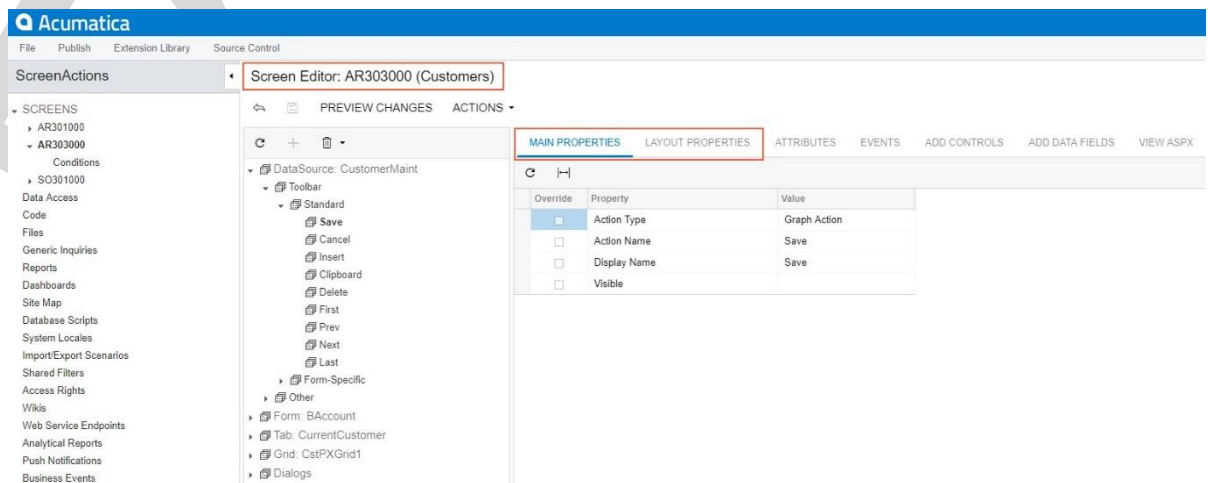 Acumatica
File Publish Extension Library Source Control
ScreenActions
SCREENS
AR301000
AR303000
Conditions
SO301000
Data Access
Code
Files
Generic Inquiries
Reports
Dashboards
Site Map
Database Scripts
System Locales
Import/Export Scenarios
Shared Filters
Access Rights
Wikis
Web Service Endpoints
Analytical Reports
Push Notifications
Business Events
Screen Editor: AR303000 (Customers)
PREVIEW CHANGES ACTIONS
DataSource: CustomerMaint
Toolbar
Standard
Save
Cancel
Insert
Clipboard
Delete
First
Prev
Next
Last
Form-Specific
Other
Form: BAccount
Tab: CurrentCustomer
Grid: CstPXGrid1
Dialogs
MAIN PROPERTIES LAYOUT PROPERTIES ATTRIBUTES EVENTS ADD CONTROLS ADD DATA FIELDS VIEW ASPX
Override Property Value
Action Type Graph Action
Action Name Save
Display Name Save
Visible